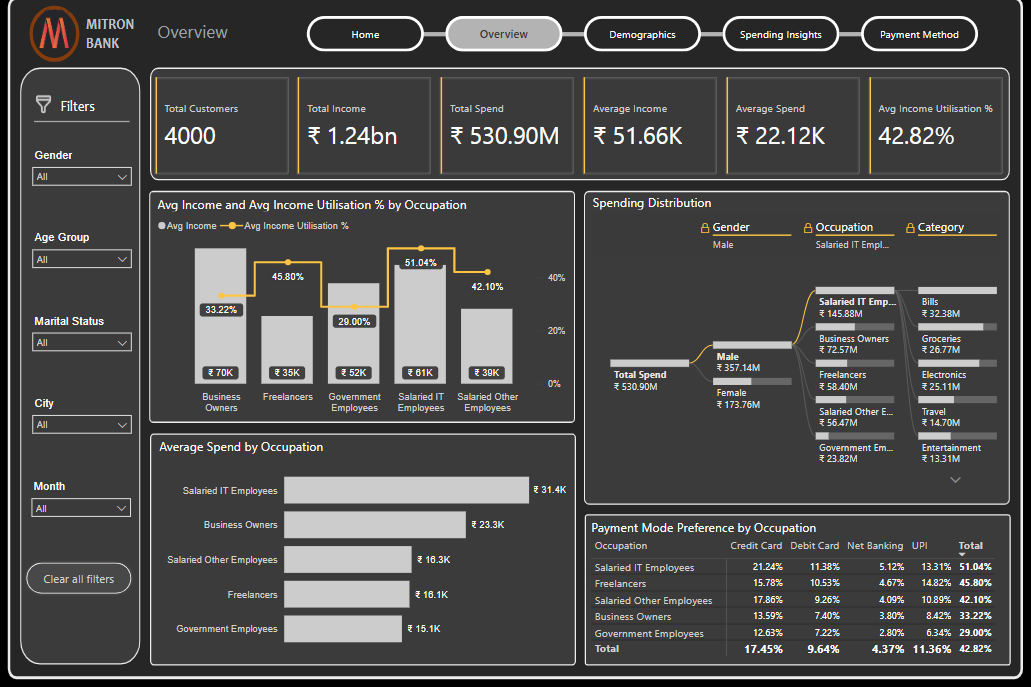 MITRON
BANK
Overview
Home
Overview
Demographics
Spending Insights
Payment Method
Filters
Gender
All
Age Group
All
Marital Status
All
City
All
Month
All
Clear all filters
Total Customers
4000
Total Income
₹ 1.24bn
Total Spend
₹ 530.90M
Average Income
₹ 51.66K
Average Spend
₹ 22.12K
Avg Income Utilisation %
42.82%
Avg Income and Avg Income Utilisation % by Occupation
Avg Income Avg Income Utilisation %
33.22%
45.80%
29.00%
51.04%
42.10%
40%
20%
0%
₹ 70K
₹ 35K
₹ 52K
₹ 61K
₹ 39K
Business
Owners
Freelancers
Government
Employees
Salaried IT
Employees
Salaried Other
Employees
Average Spend by Occupation
Salaried IT Employees ₹ 31.4K
Business Owners ₹ 23.3K
Salaried Other Employees ₹ 16.3K
Freelancers ₹ 16.1K
Government Employees ₹ 15.1K
Spending Distribution
Gender
Male
Occupation
Salaried IT Empl...
Category
Total Spend
₹ 530.90M
Male
₹ 357.14M
Female
₹ 173.76M
Salaried IT Emp...
₹ 145.88M
Business Owners
₹ 72.57M
Freelancers
₹ 58.40M
Salaried Other E...
₹ 56.47M
Government Em...
₹ 23.82M
Bills
₹ 32.38M
Groceries
₹ 26.77M
Electronics
₹ 25.11M
Travel
₹ 14.70M
Entertainment
₹ 13.31M
Payment Mode Preference by Occupation
Occupation Credit Card Debit Card Net Banking UPI Total
Salaried IT Employees 21.24% 11.38% 5.12% 13.31% 51.04%
Freelancers 15.78% 10.53% 4.67% 14.82% 45.80%
Salaried Other Employees 17.86% 9.26% 4.09% 10.89% 42.10%
Business Owners 13.59% 7.40% 3.80% 8.42% 33.22%
Government Employees 12.63% 7.22% 2.80% 6.34% 29.00%
Total 17.45% 9.64% 4.37% 11.36% 42.82%